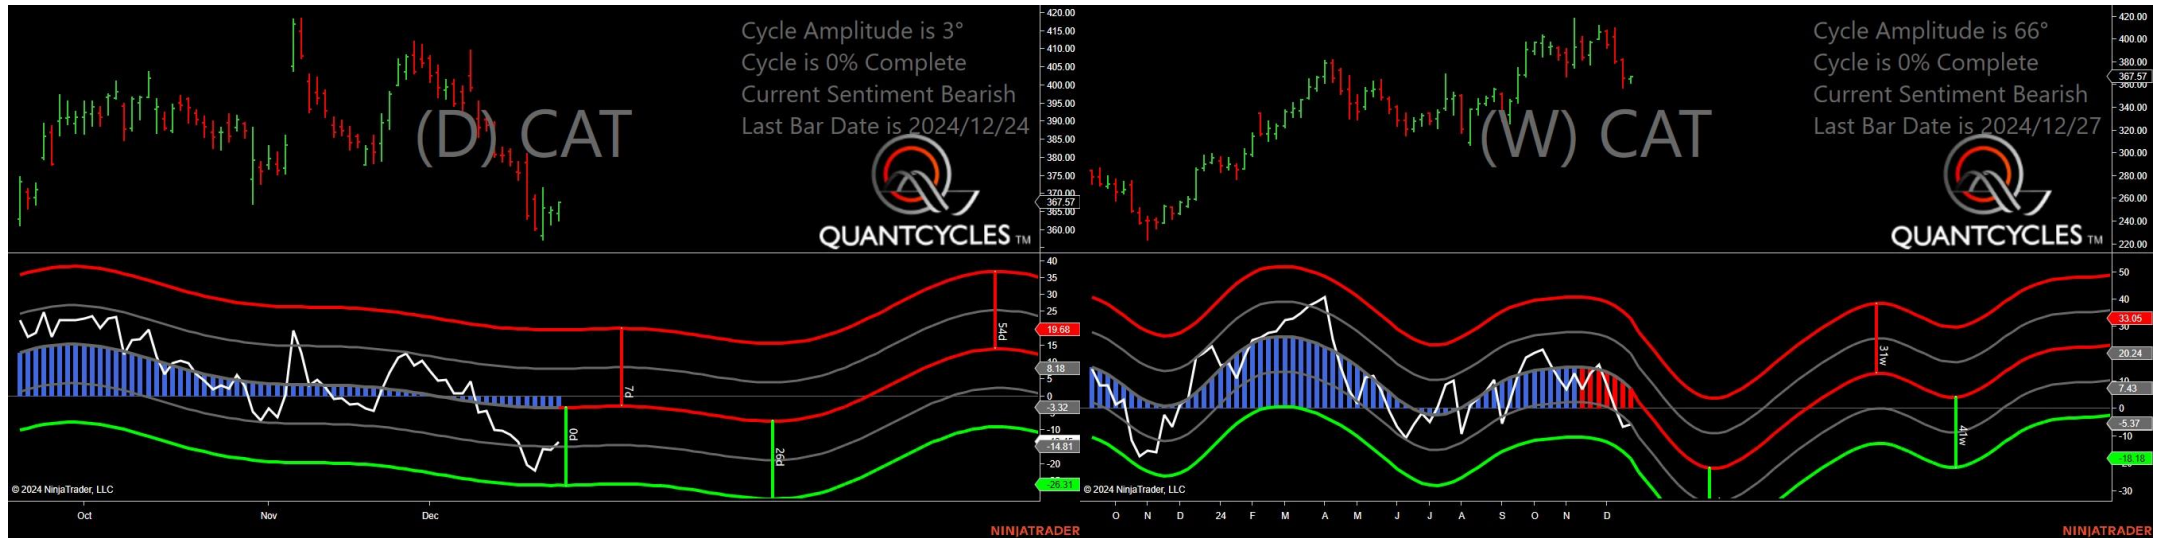 Cycle Amplitude is 3°
Cycle is 0% Complete
Current Sentiment Bearish
Last Bar Date is 2024/12/24
(D) CAT
QUANTCYCLES TM
420.00
415.00
410.00
405.00
400.00
395.00
390.00
385.00
380.00
375.00
370.00
367.57
365.00
360.00
40
35
30
25
19.68
15
8.18
5
0
-3.32
-10
-14.81
-20
-26.31
7d
0d
26d
54d
© 2024 NinjaTrader, LLC
Oct
Nov
Dec
NINJATRADER
Cycle Amplitude is 66°
Cycle is 0% Complete
Current Sentiment Bearish
Last Bar Date is 2024/12/27
(W) CAT
QUANTCYCLES TM
420.00
400.00
380.00
367.57
360.00
340.00
320.00
300.00
280.00
260.00
240.00
220.00
50
40
33.05
30
20.24
10
7.43
0
-5.37
-10
-18.18
-30
31w
41w
© 2024 NinjaTrader, LLC
O
N
D
24
F
M
A
M
J
J
A
S
O
N
D
NINJATRADER